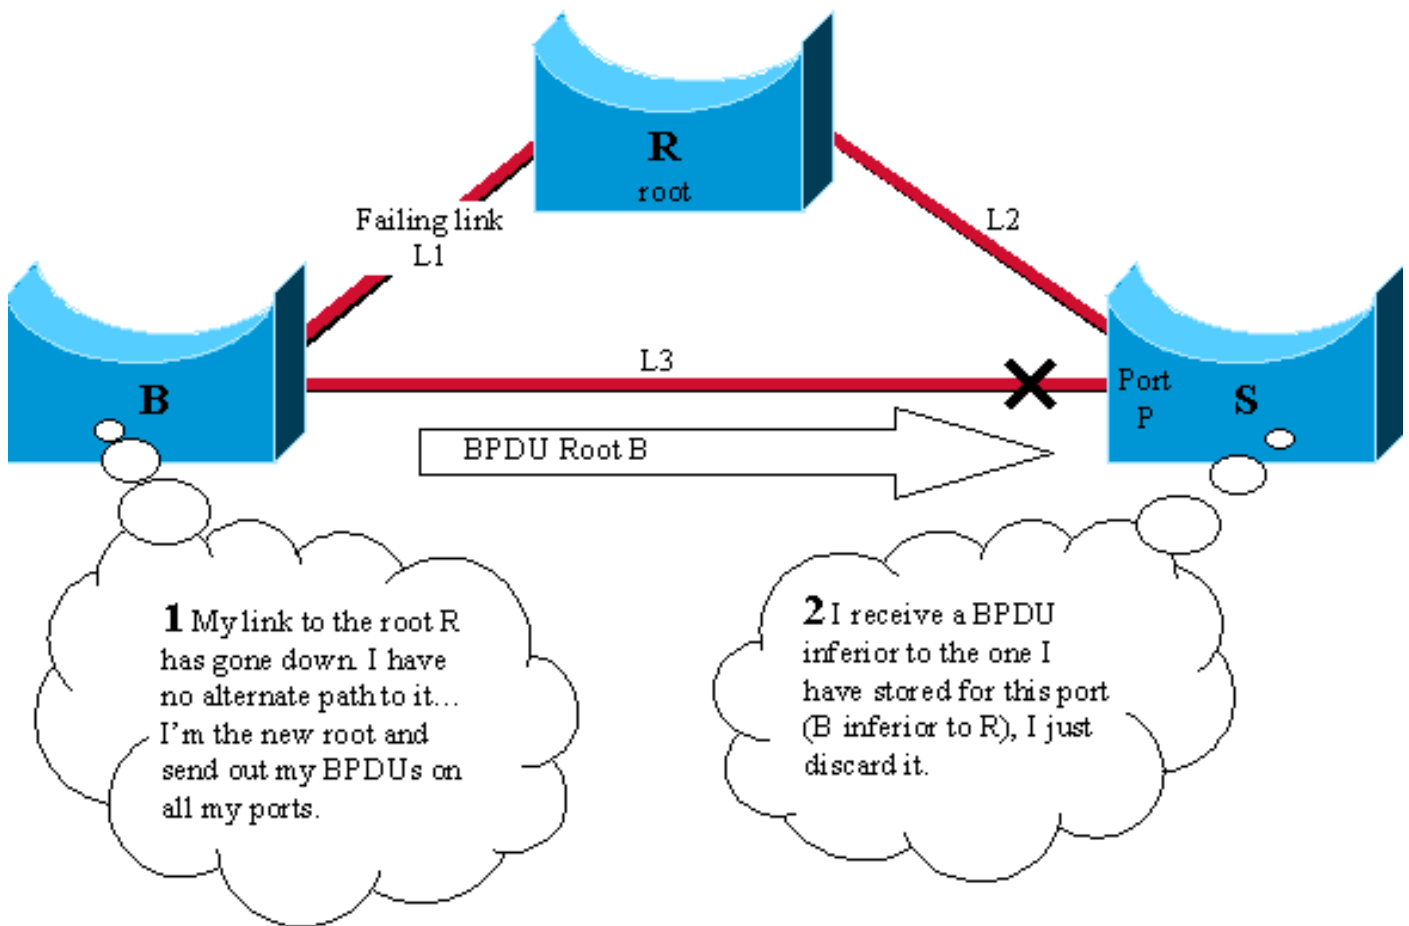 R
root
Failing link
L1
L2
L3
B
Port
P
S
BPDU Root B
1 My link to the root R
has gone down. I have
no alternate path to it...
I'm the new root and
send out my BPDUs on
all my ports.
2 I receive a BPDU
inferior to the one I
have stored for this port
(B inferior to R), I just
discard it.